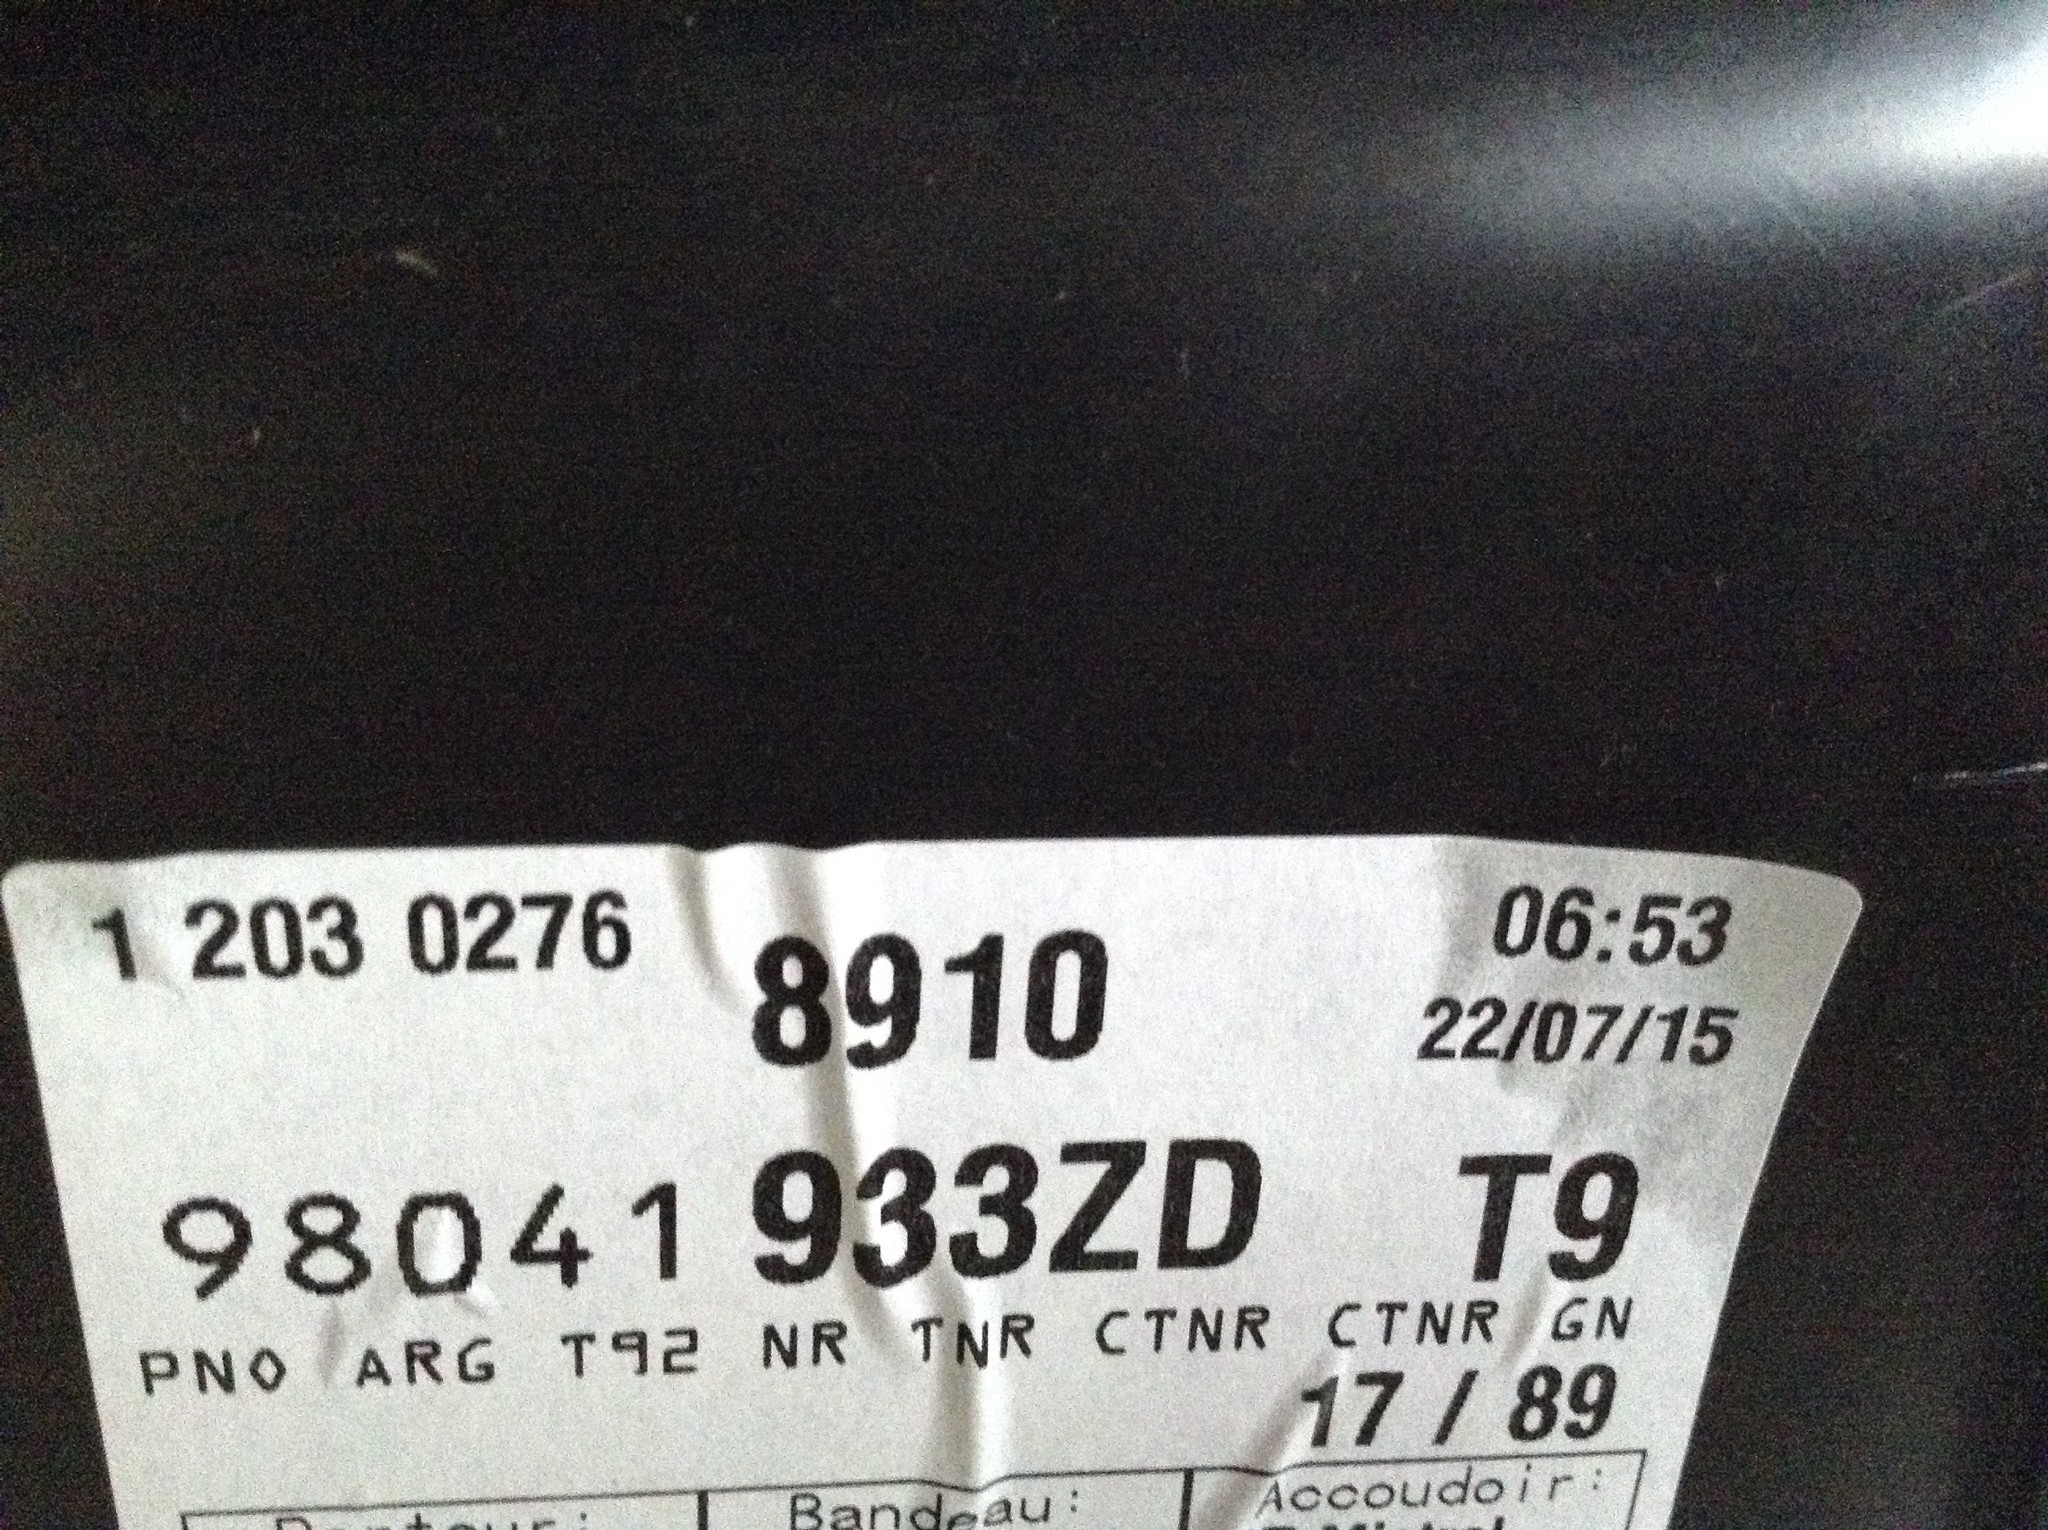 1 203 0276 8910 06:53
22/07/15
98041 933ZD T9
PNO ARG T92 NR TNR CTNR CTNR GN
17 / 89
Bandeau: Accoudoir: